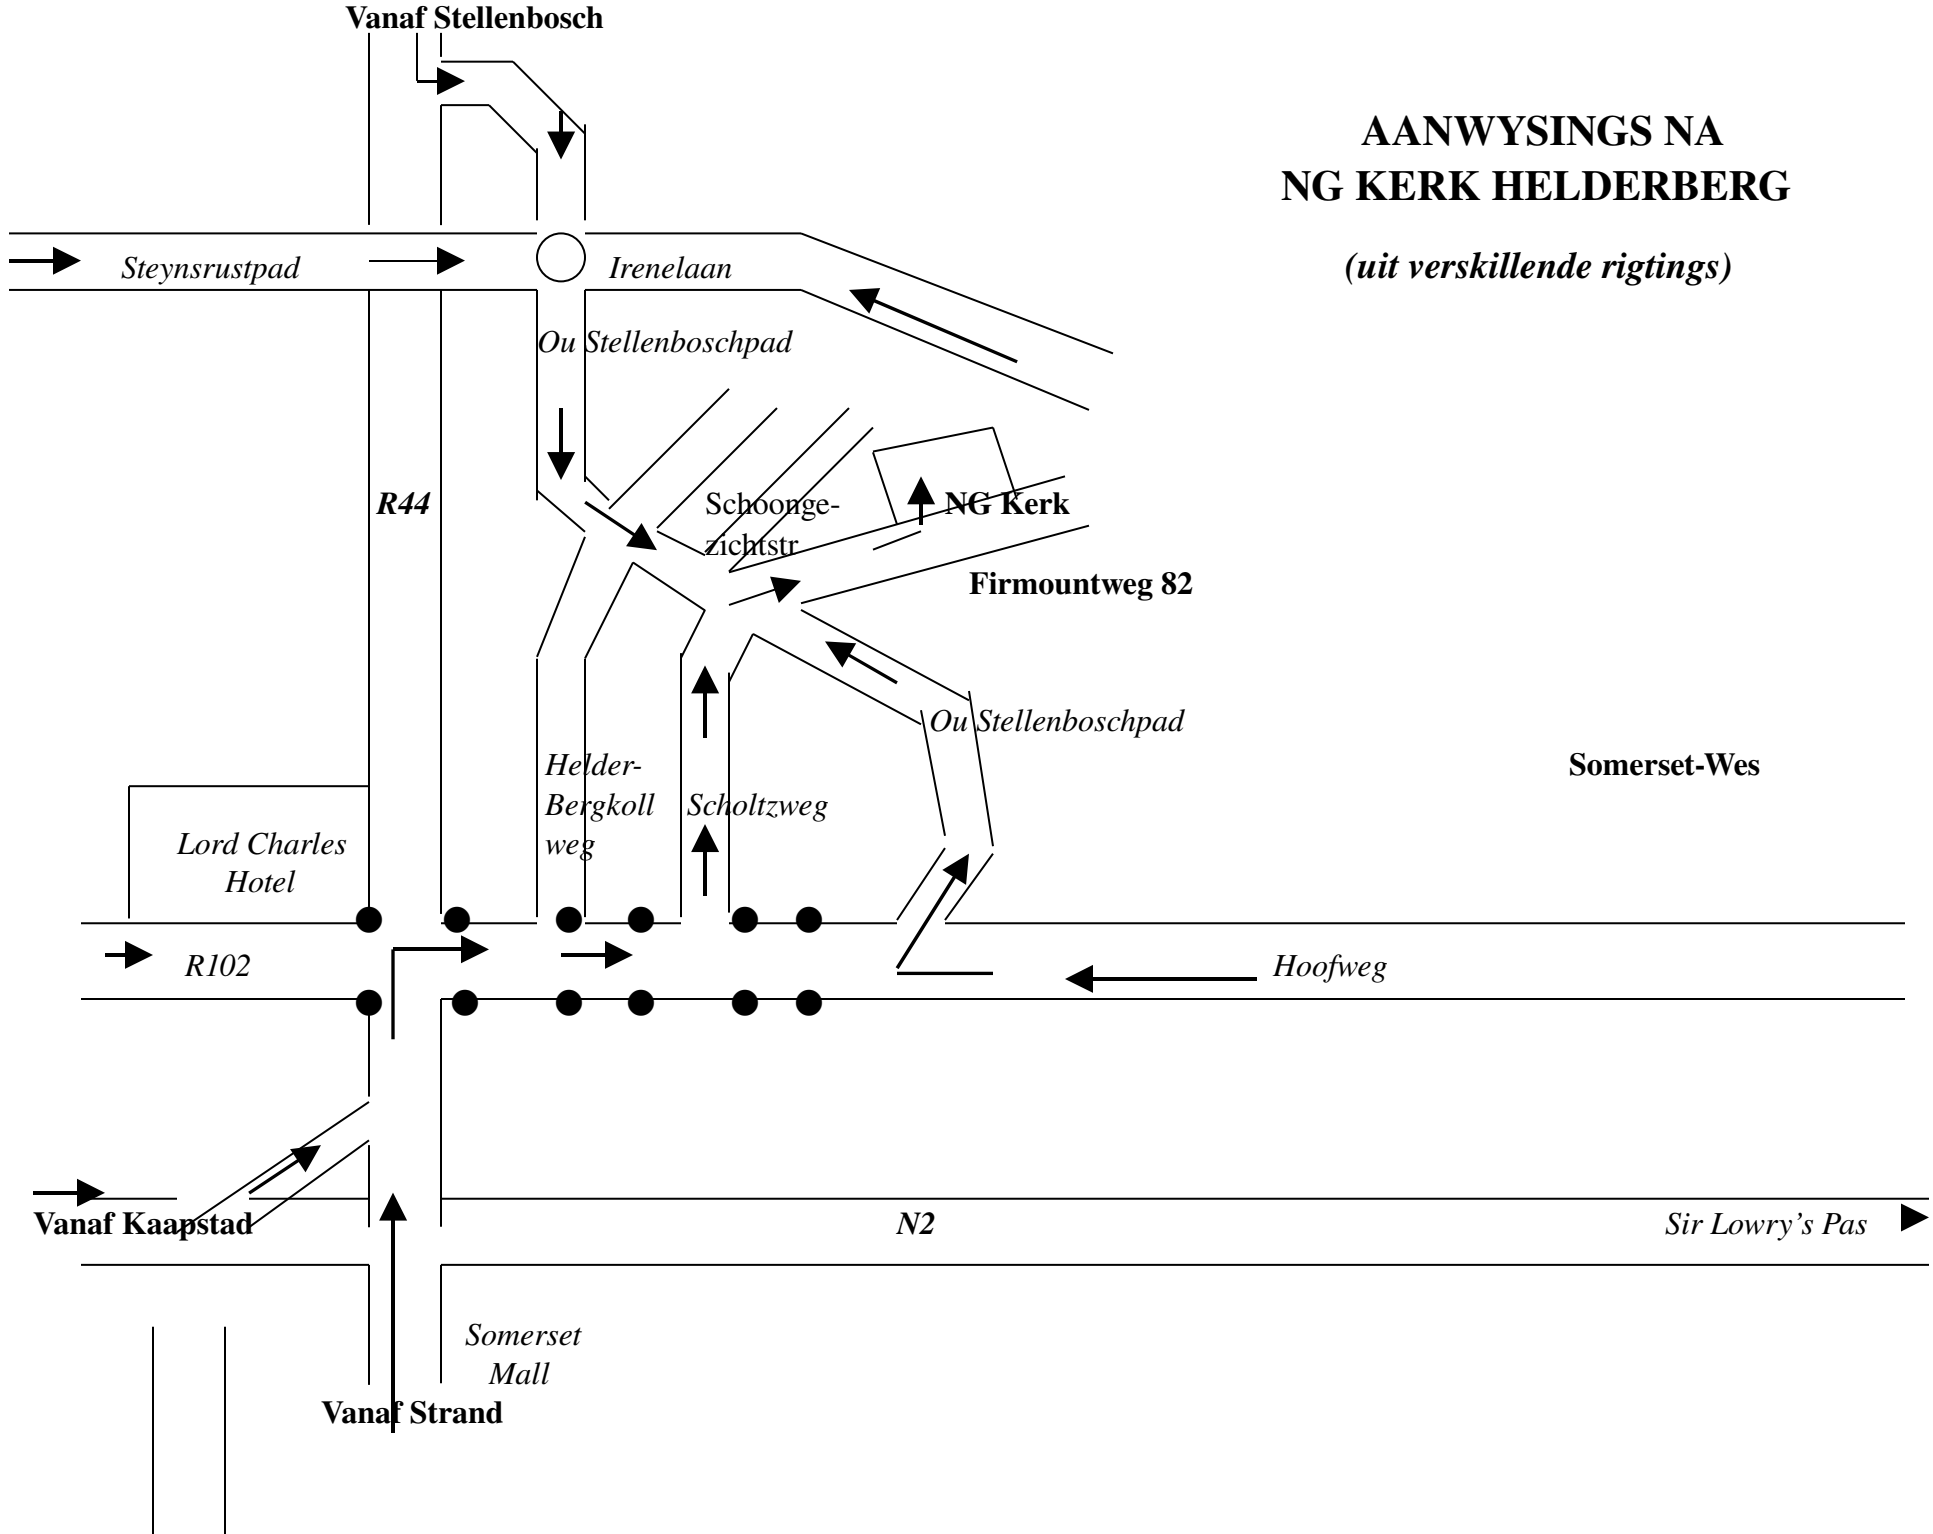 Vanaf Stellenbosch
AANWYSINGS NA
NG KERK HELDERBERG
(uit verskillende rigtings)
Steynsrustpad
Irenelaan
Ou Stellenboschpad
R44
Schoonge-
zichtstr
NG Kerk
Firmountweg 82
Ou Stellenboschpad
Helder-
Bergkoll
weg
Scholtzweg
Somerset-Wes
Lord Charles
Hotel
R102
Hoofweg
Vanaf Kaapstad
N2
Sir Lowry’s Pas
Somerset
Mall
Vanaf Strand